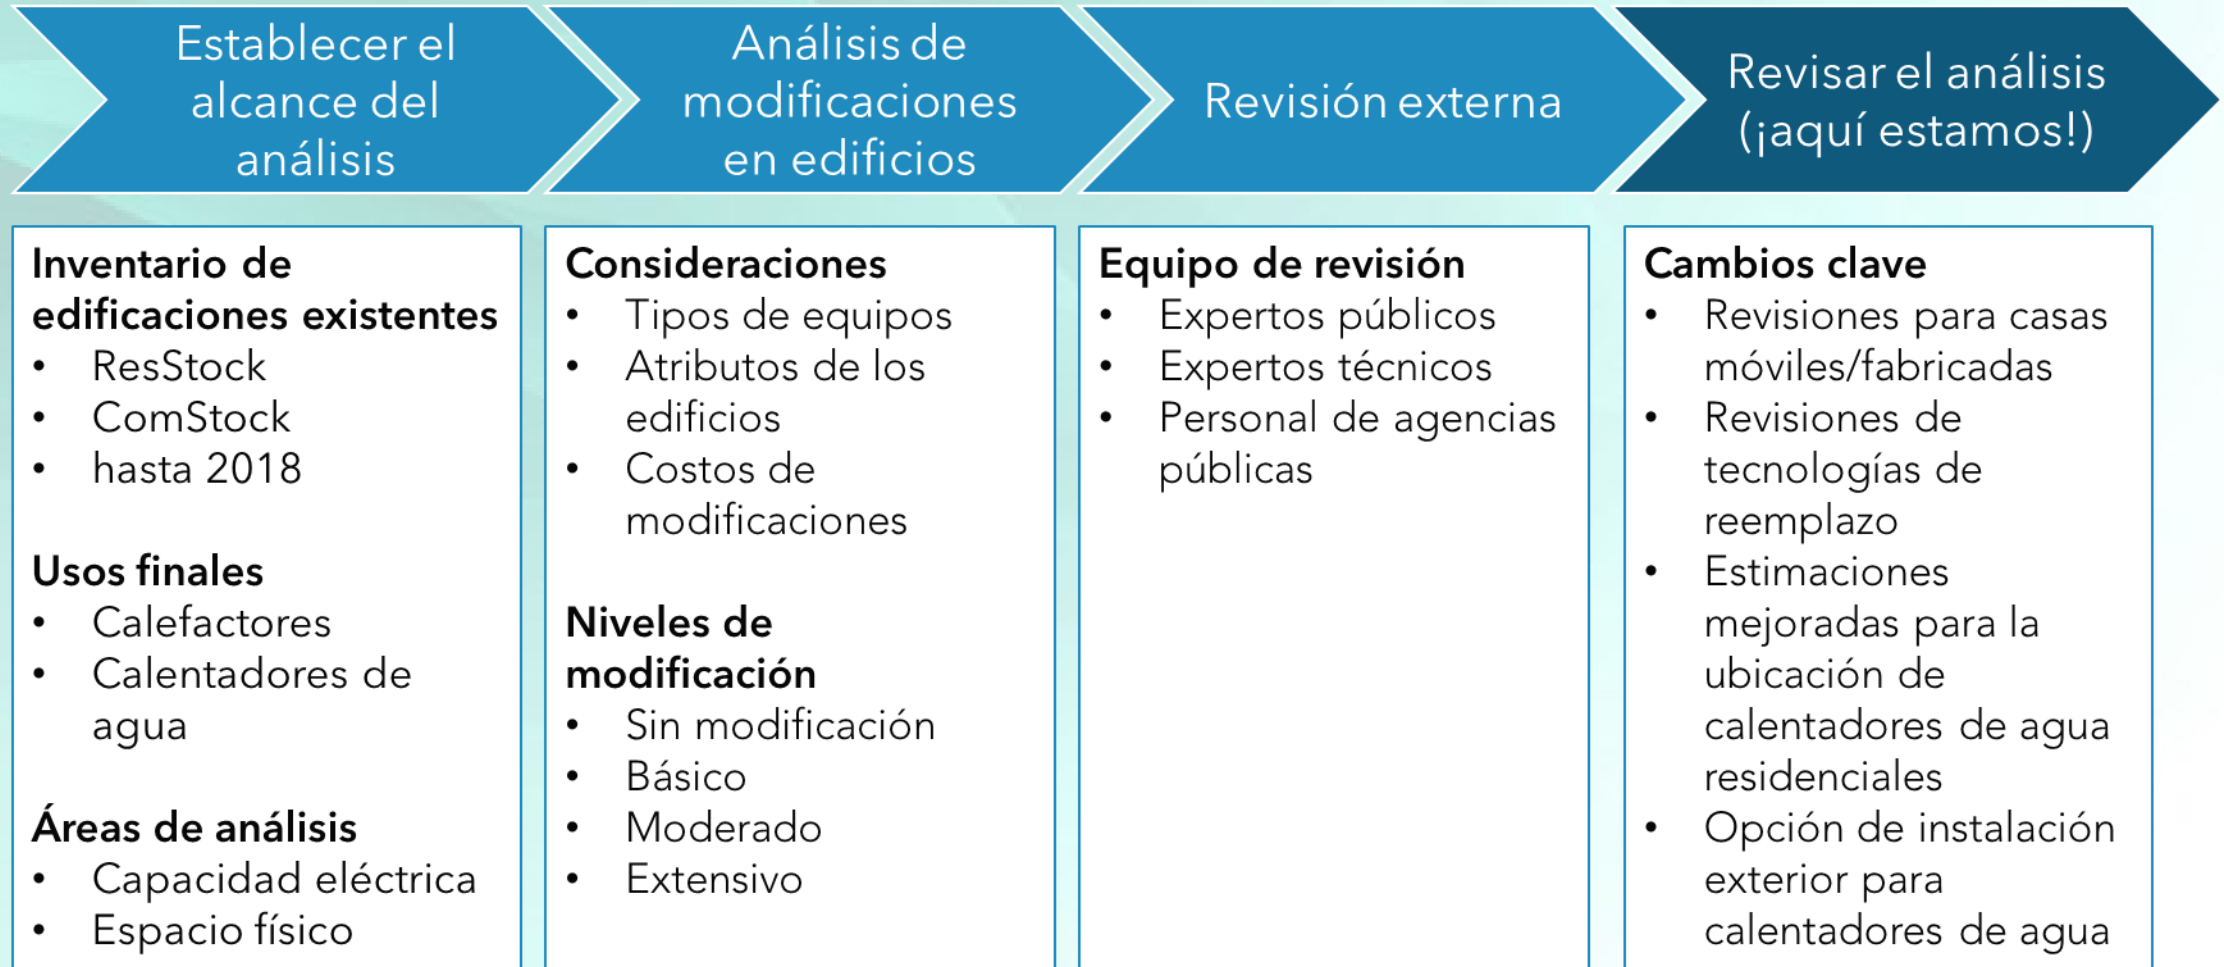 Establecer el
alcance del
análisis
Análisis de
modificaciones
en edificios
Revisión externa
Revisar el análisis
(¡aquí estamos!)
Inventario de
edificaciones existentes
• ResStock
• ComStock
• hasta 2018
Usos finales
• Calefactores
• Calentadores de
agua
Áreas de análisis
• Capacidad eléctrica
• Espacio físico
Consideraciones
• Tipos de equipos
• Atributos de los
edificios
• Costos de
modificaciones
Niveles de
modificación
• Sin modificación
• Básico
• Moderado
• Extensivo
Equipo de revisión
• Expertos públicos
• Expertos técnicos
• Personal de agencias
públicas
Cambios clave
• Revisiones para casas
móviles/fabricadas
• Revisiones de
tecnologías de
reemplazo
• Estimaciones
mejoradas para la
ubicación de
calentadores de agua
residenciales
• Opción de instalación
exterior para
calentadores de agua